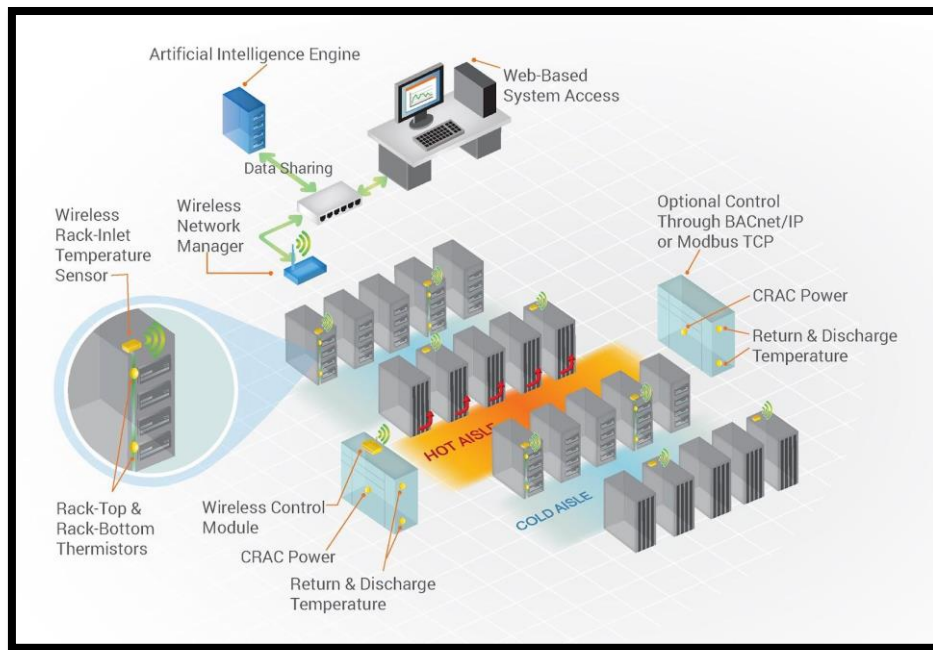 Artificial Intelligence Engine
Web-Based
System Access
Data Sharing
Wireless
Rack-Inlet
Temperature
Sensor
Wireless
Network
Manager
Optional Control
Through BACnet/IP
or Modbus TCP
CRAC Power
Return & Discharge
Temperature
HOT AISLE
COLD AISLE
Rack-Top &
Rack-Bottom
Thermistors
Wireless Control
Module
CRAC Power
Return & Discharge
Temperature